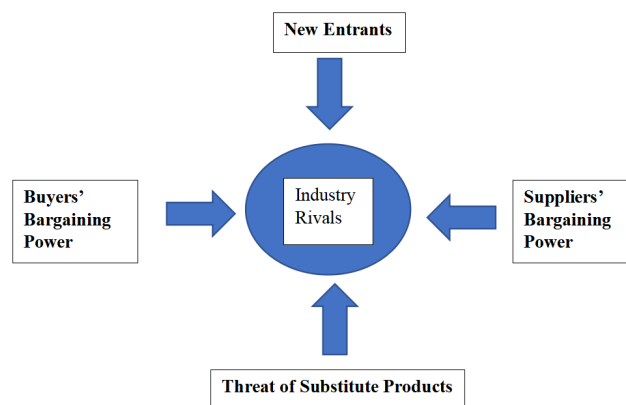 New Entrants
Buyers’
Bargaining
Power
Industry
Rivals
Suppliers’
Bargaining
Power
Threat of Substitute Products